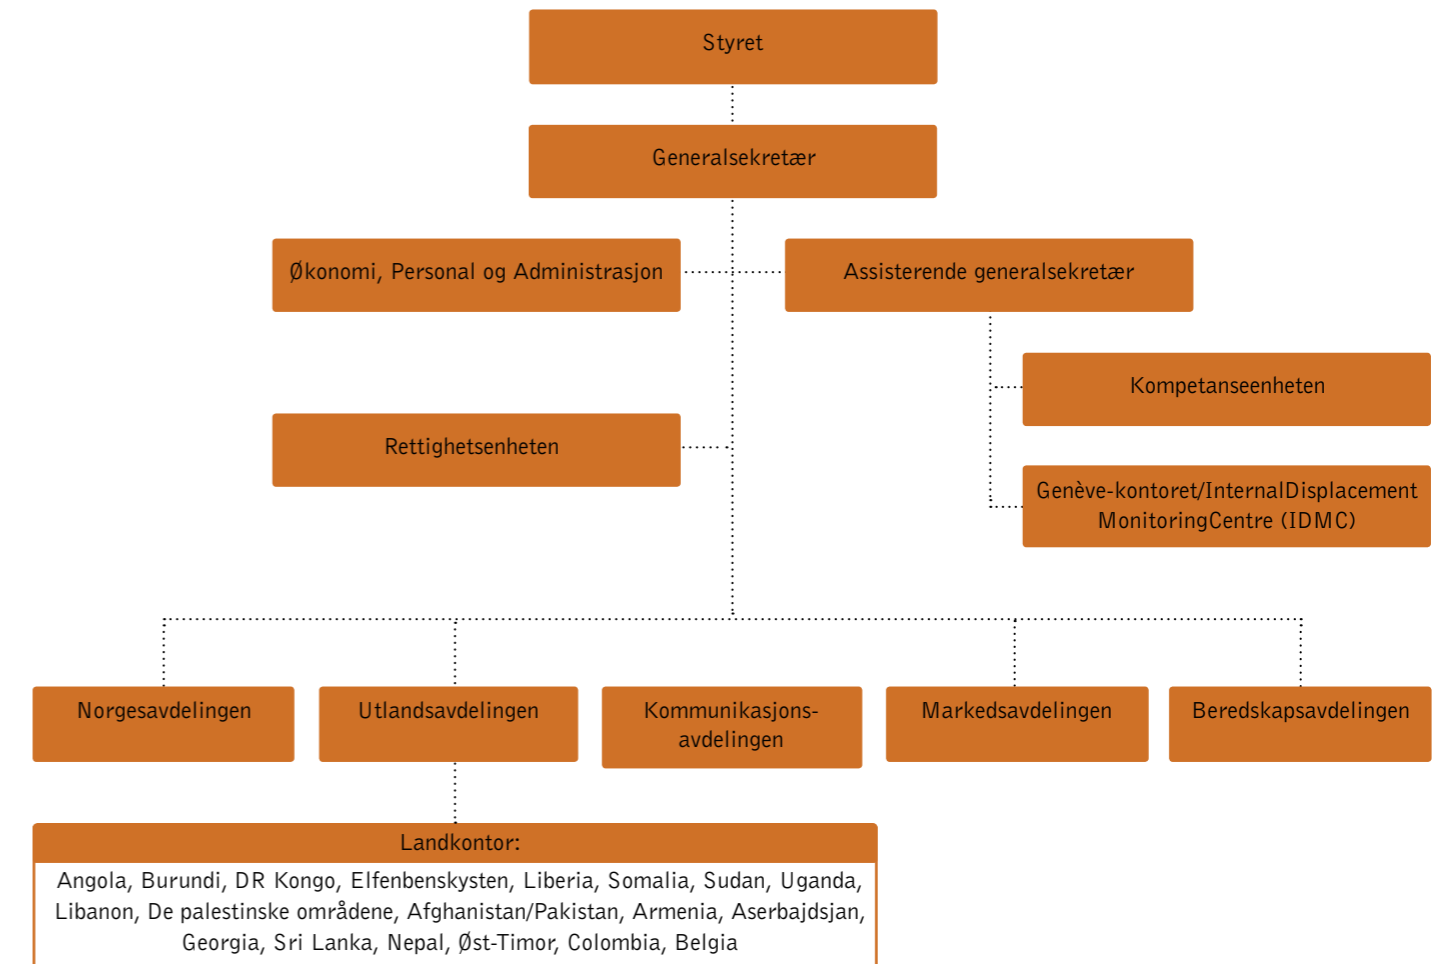 Styret
Generalsekretær
Økonomi, Personal og Administrasjon
Assisterende generalsekretær
Kompetanseenheten
Rettighetsenheten
Genève-kontoret/InternalDisplacement
MonitoringCentre (IDMC)
Norgesavdelingen
Utlandsavdelingen
Kommunikasjons-
avdelingen
Markedsavdelingen
Beredskapsavdelingen
Landkontor:
Angola, Burundi, DR Kongo, Elfenbenskysten, Liberia, Somalia, Sudan, Uganda,
Libanon, De palestinske områdene, Afghanistan/Pakistan, Armenia, Aserbajdsjan,
Georgia, Sri Lanka, Nepal, Øst-Timor, Colombia, Belgia